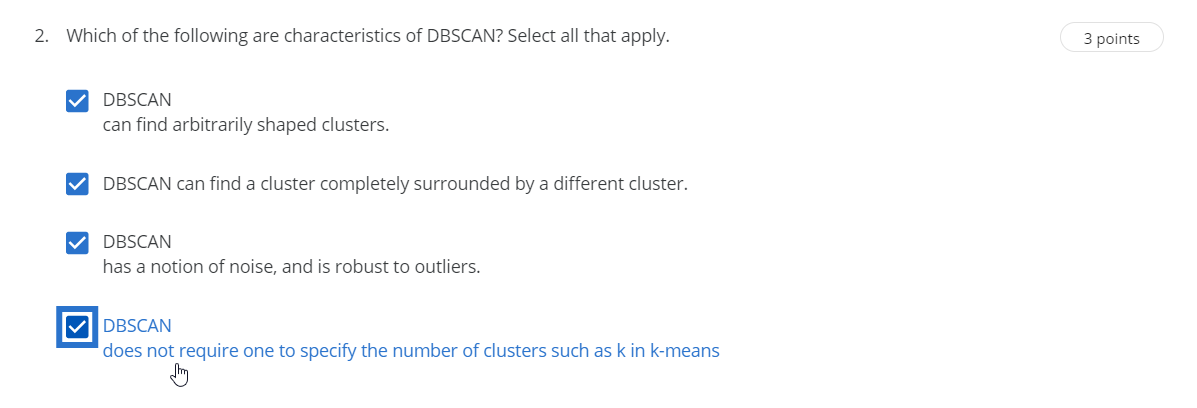 2. Which of the following are characteristics of DBSCAN? Select all that apply.
3 points
DBSCAN
can find arbitrarily shaped clusters.
DBSCAN can find a cluster completely surrounded by a different cluster.
DBSCAN
has a notion of noise, and is robust to outliers.
DBSCAN
does not require one to specify the number of clusters such as k in k-means